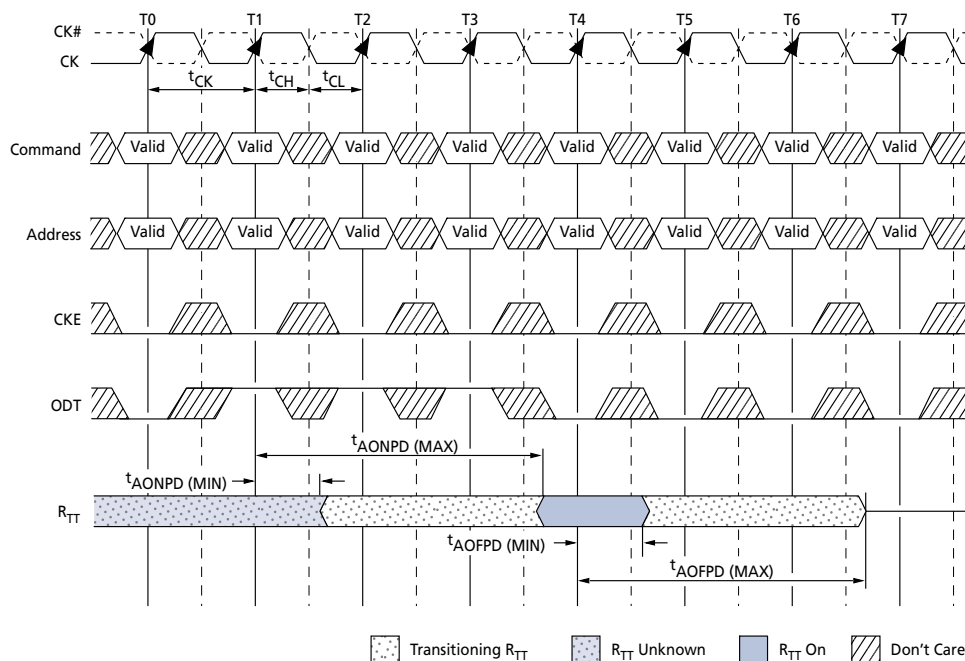 T0 T1 T2 T3 T4 T5 T6 T7
CK#
CK
tCK tCH tCL
Command Valid Valid Valid Valid Valid Valid Valid Valid
Address Valid Valid Valid Valid Valid Valid Valid Valid
CKE
ODT
tAONPD (MAX)
tAONPD (MIN)
RTT
tAOFPD (MIN)
tAOFPD (MAX)
Transitioning RTT RTT Unknown RTT On Don't Care